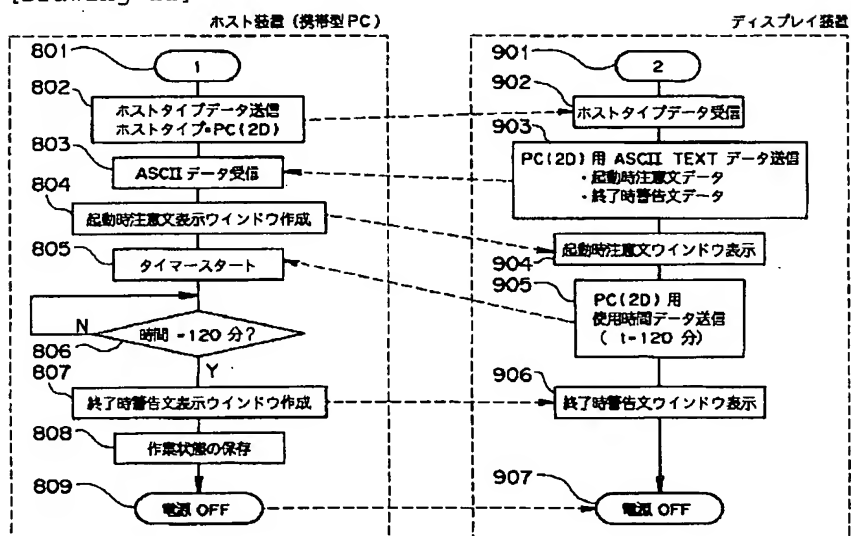 ホスト装置 (携帯型PC)
801
1
802
ホストタイプデータ送信
ホストタイプ=PC(2D)
803
ASCII データ受信
804
起動時注意文表示ウインドウ作成
805
タイマースタート
N
時間 =120 分?
806
Y
807
終了時警告文表示ウインドウ作成
808
作業状態の保存
809
電源 OFF
ディスプレイ装置
901
2
902
ホストタイプデータ受信
903
PC(2D)用 ASCII TEXT データ送信
・起動時注意文データ
・終了時警告文データ
起動時注意文ウインドウ表示
904
905
PC(2D) 用
使用時間データ送信
( t=120 分)
906
終了時警告文ウインドウ表示
907
電源 OFF